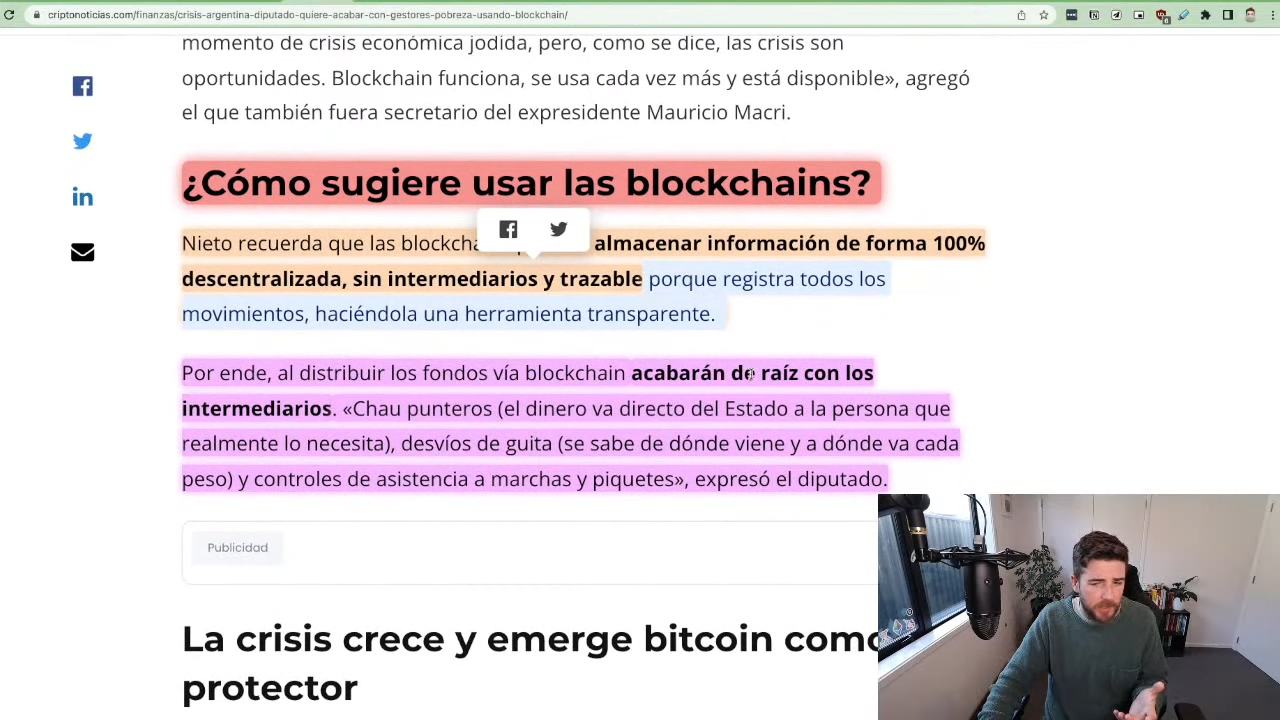 criptonoticias.com/finanzas/crisis-argentina-diputado-quiere-acabar-con-gestores-pobreza-usando-blockchain/
momento de crisis económica jodida, pero, como se dice, las crisis son
oportunidades. Blockchain funciona, se usa cada vez más y está disponible», agregó
el que también fuera secretario del expresidente Mauricio Macri.
¿Cómo sugiere usar las blockchains?
Nieto recuerda que las almacenar información de forma 100%
descentralizada, sin intermediarios y trazable porque registra todos los
movimientos, haciéndola una herramienta transparente.
Por ende, al distribuir los fondos vía blockchain acabarán de raíz con los
intermediarios. «Chau punteros (el dinero va directo del Estado a la persona que
realmente lo necesita), desvíos de guita (se sabe de dónde viene y a dónde va cada
peso) y controles de asistencia a marchas y piquetes», expresó el diputado.
Publicidad
La crisis crece y emerge bitcoin como
protector